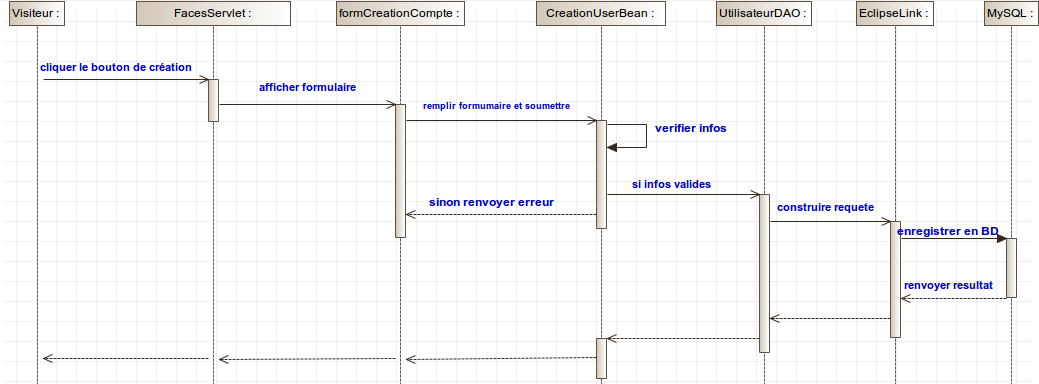 Visiteur :
FacesServlet :
formCreationCompte :
CreationUserBean :
UtilisateurDAO :
EclipseLink :
MySQL :
cliquer le bouton de création
afficher formulaire
remplir formumaire et soumettre
verifier infos
si infos valides
sinon renvoyer erreur
construire requete
enregistrer en BD
renvoyer resultat